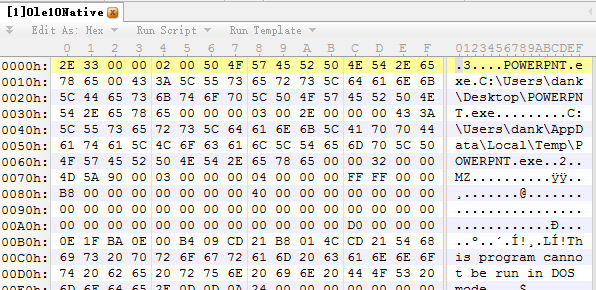 [1]Ole10Native
Edit As: Hex Run Script Run Template
0 1 2 3 4 5 6 7 8 9 A B C D E F 0123456789ABCDEF
0000h: 2E 33 00 00 02 00 50 4F 57 45 52 50 4E 54 2E 65 .3....POWERPNT.e
0010h: 78 65 00 43 3A 5C 55 73 65 72 73 5C 64 61 6E 6B xe.C:\Users\dank
0020h: 5C 44 65 73 6B 74 6F 70 5C 50 4F 57 45 52 50 4E \Desktop\POWERPN
0030h: 54 2E 65 78 65 00 00 00 03 00 2E 00 00 00 43 3A T.exe.........C:
0040h: 5C 55 73 65 72 73 5C 64 61 6E 6B 5C 41 70 70 44 \Users\dank\AppD
0050h: 61 74 61 5C 4C 6F 63 61 6C 5C 54 65 6D 70 5C 50 ata\Local\Temp\P
0060h: 4F 57 45 52 50 4E 54 2E 65 78 65 00 00 32 00 00 OWERPNT.exe..2..
0070h: 4D 5A 90 00 03 00 00 00 04 00 00 00 FF FF 00 00 MZ..........ÿÿ..
0080h: B8 00 00 00 00 00 00 00 40 00 00 00 00 00 00 00 ¸.......@.......
0090h: 00 00 00 00 00 00 00 00 00 00 00 00 00 00 00 00 ................
00A0h: 00 00 00 00 00 00 00 00 00 00 00 00 D0 00 00 00 ............Ð...
00B0h: 0E 1F BA 0E 00 B4 09 CD 21 B8 01 4C CD 21 54 68 ..º..´.Í!¸.LÍ!Th
00C0h: 69 73 20 70 72 6F 67 72 61 6D 20 63 61 6E 6E 6F is program canno
00D0h: 74 20 62 65 20 72 75 6E 20 69 6E 20 44 4F 53 20 t be run in DOS
00E0h: 6D 6F 64 65 2E 0D 0D 0A 24 00 00 00 00 00 00 00 mode....$.......